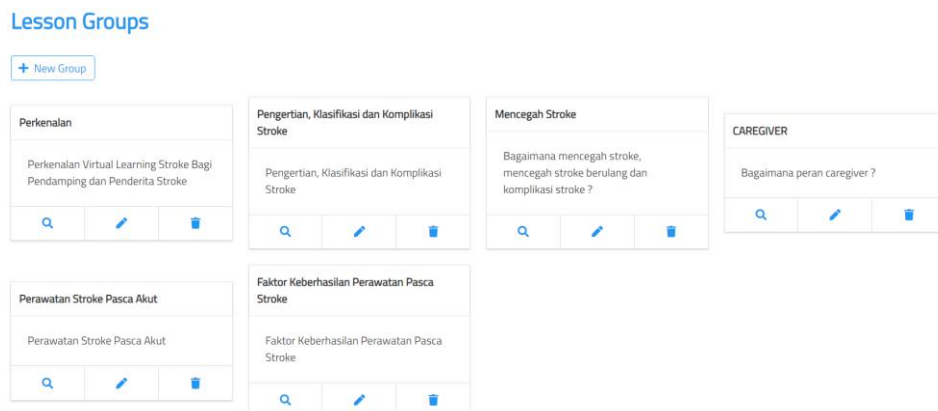 Lesson Groups
+ New Group
Perkenalan
Perkenalan Virtual Learning Stroke Bagi
Pendamping dan Penderita Stroke
Pengertian, Klasifikasi dan Komplikasi
Stroke
Pengertian, Klasifikasi dan Komplikasi
Stroke
Mencegah Stroke
Bagaimana mencegah stroke,
mencegah stroke berulang dan
komplikasi stroke ?
CAREGIVER
Bagaimana peran caregiver ?
Perawatan Stroke Pasca Akut
Perawatan Stroke Pasca Akut
Faktor Keberhasilan Perawatan Pasca
Stroke
Faktor Keberhasilan Perawatan Pasca
Stroke